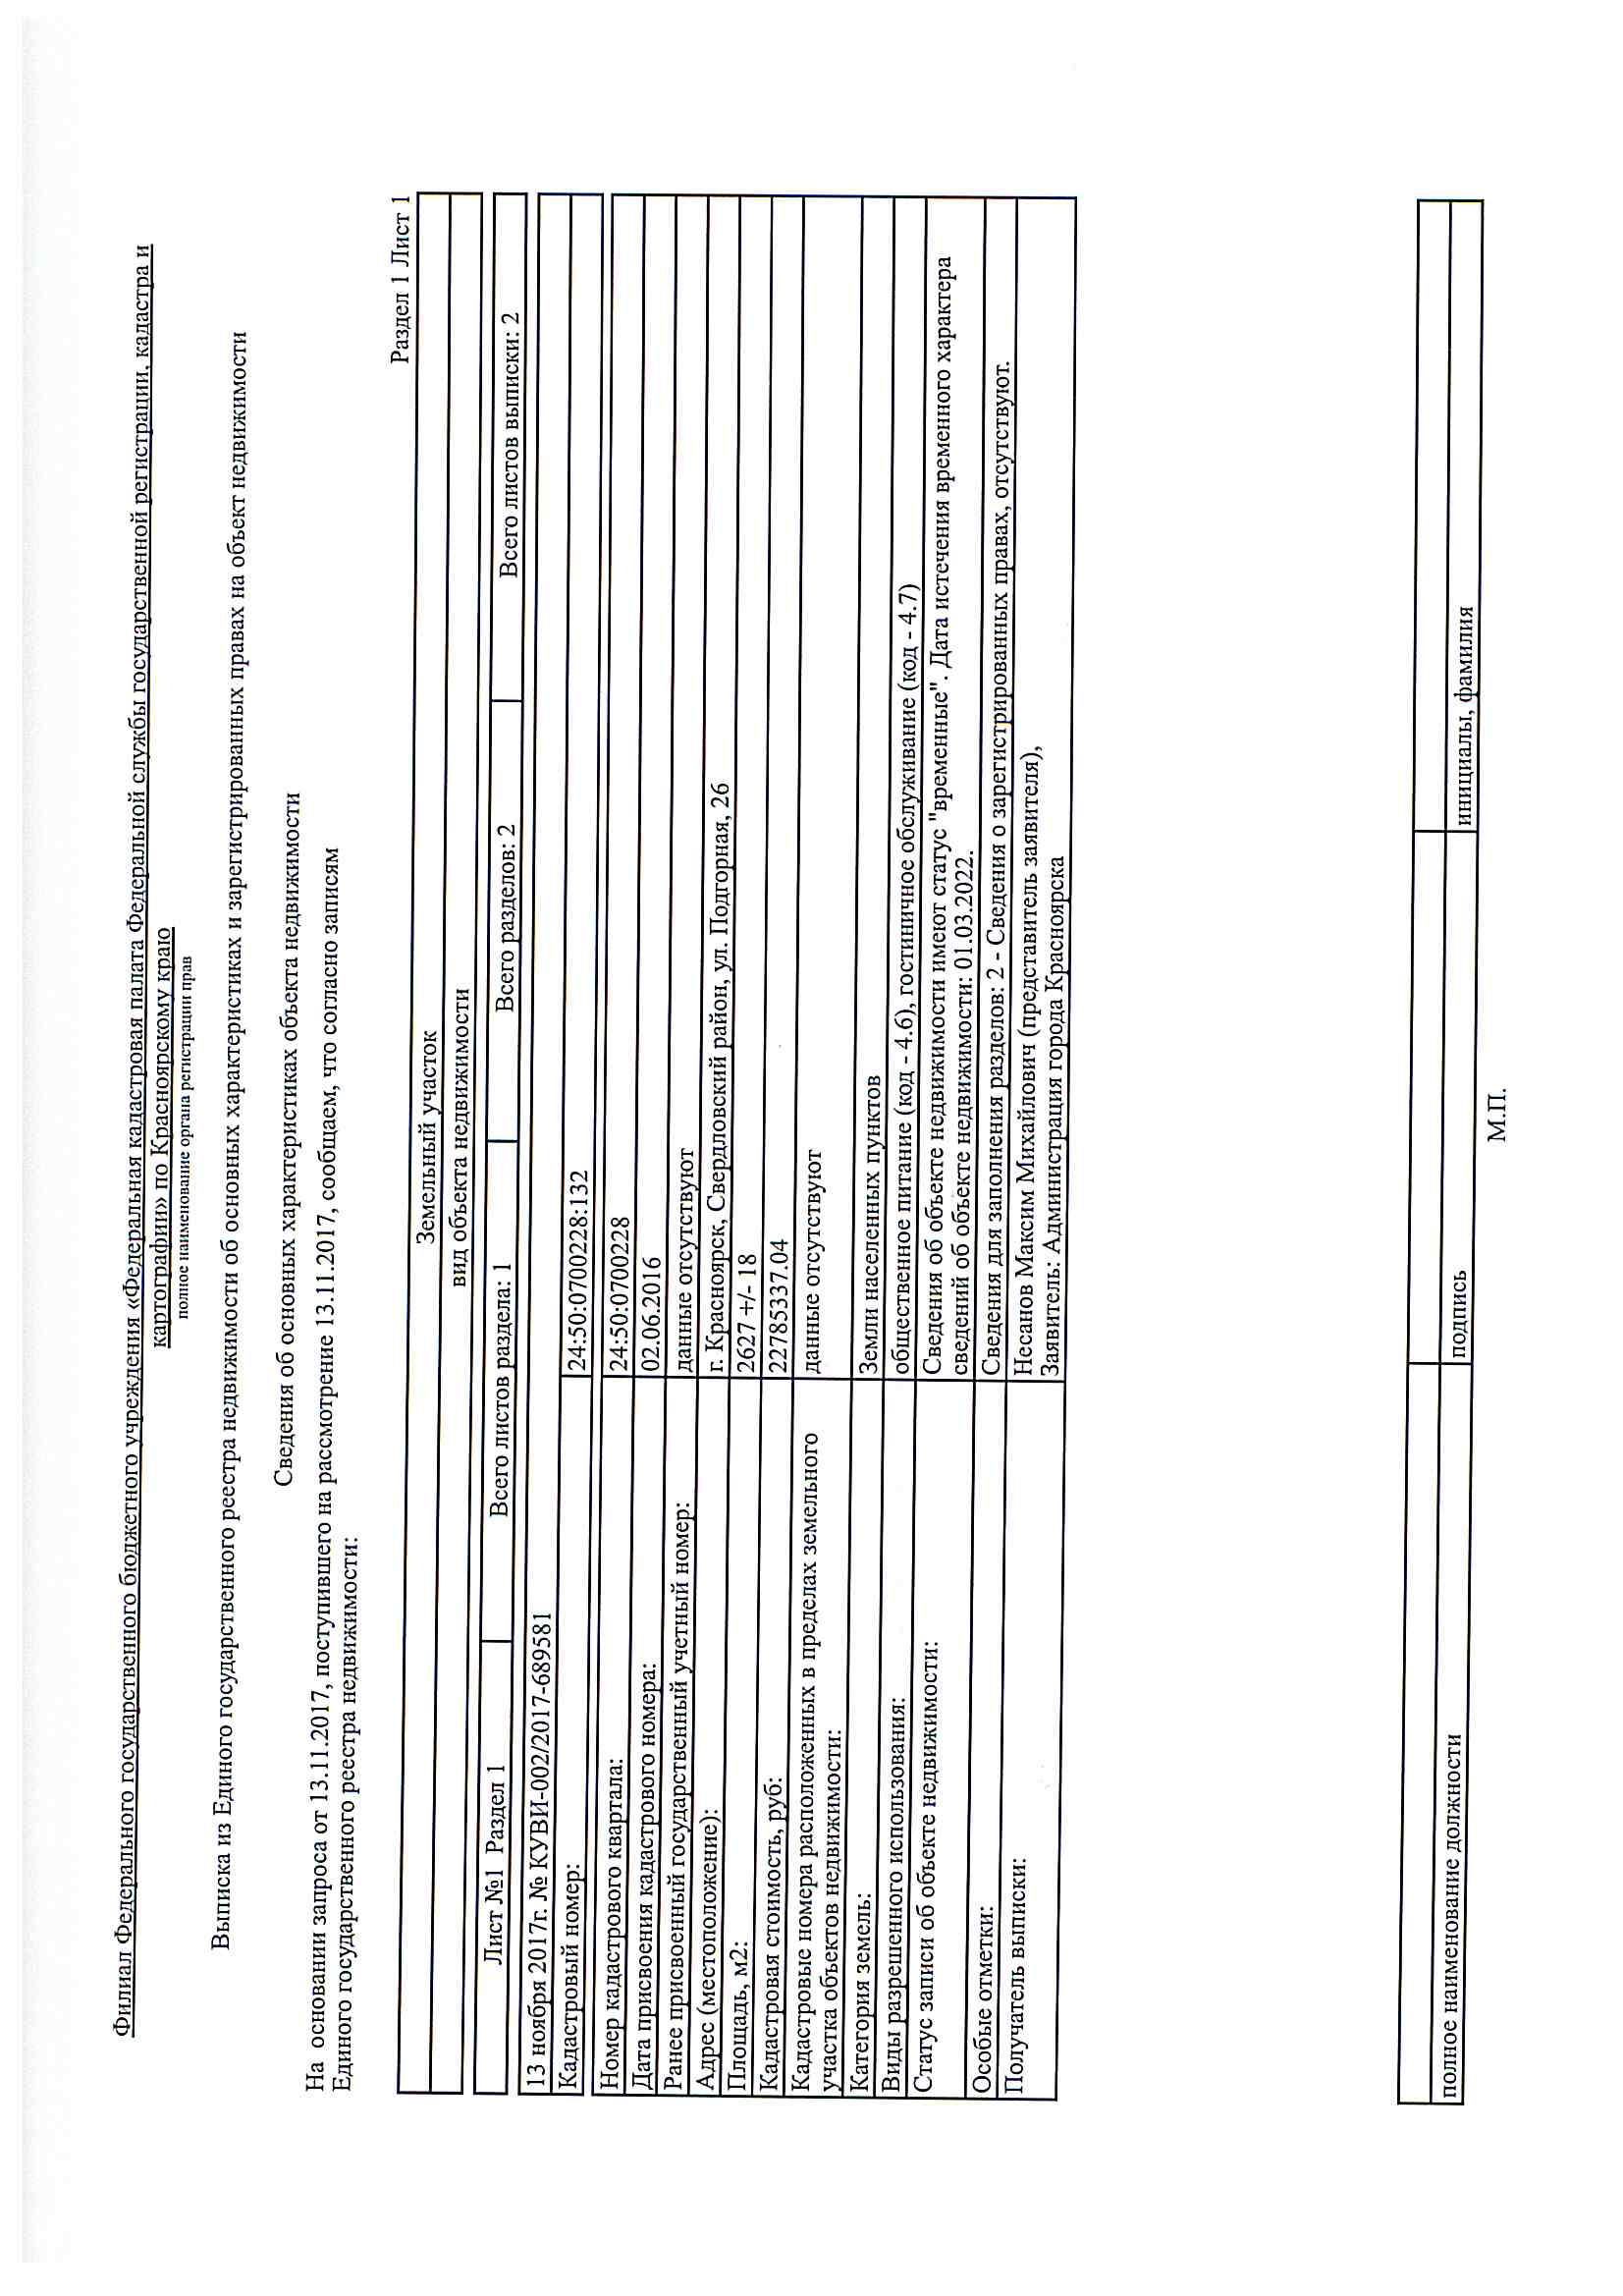 Филиал Федерального государственного бюджетного учреждения «Федеральная кадастровая палата Федеральной службы государственной регистрации, кадастра и
картографии» по Красноярскому краю
полное наименование органа регистрации прав
Выписка из Единого государственного реестра недвижимости об основных характеристиках и зарегистрированных правах на объект недвижимости
Сведения об основных характеристиках объекта недвижимости
На основании запроса от 13.11.2017, поступившего на рассмотрение 13.11.2017, сообщаем, что согласно записям
Единого государственного реестра недвижимости:
Раздел 1 Лист 1
Земельный участок
вид объекта недвижимости
Лист №1 Раздел 1 Всего листов раздела: 1 Всего разделов: 2 Всего листов выписки: 2
13 ноября 2017г. № КУВИ-002/2017-689581
Кадастровый номер: 24:50:0700228:132
Номер кадастрового квартала: 24:50:0700228
Дата присвоения кадастрового номера: 02.06.2016
Ранее присвоенный государственный учетный номер: данные отсутствуют
Адрес (местоположение): г. Красноярск, Свердловский район, ул. Подгорная, 26
Площадь, м2: 2627 +/- 18
Кадастровая стоимость, руб: 22785337.04
Кадастровые номера расположенных в пределах земельного
участка объектов недвижимости: данные отсутствуют
Категория земель: Земли населенных пунктов
Виды разрешенного использования: общественное питание (код - 4.6), гостиничное обслуживание (код - 4.7)
Статус записи об объекте недвижимости: Сведения об объекте недвижимости имеют статус "временные". Дата истечения временного характера
сведений об объекте недвижимости: 01.03.2022.
Особые отметки: Сведения для заполнения разделов: 2 - Сведения о зарегистрированных правах, отсутствуют.
Получатель выписки: Несанов Максим Михайлович (представитель заявителя),
Заявитель: Администрация города Красноярска
полное наименование должности подпись инициалы, фамилия
М.П.